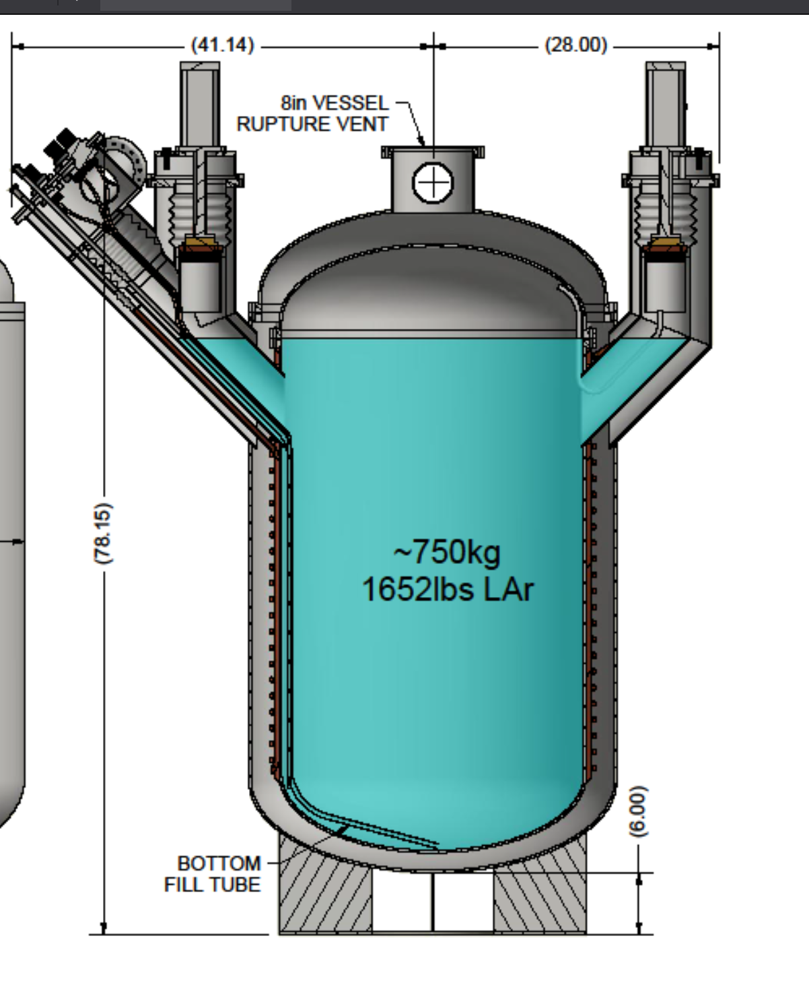 (41.14)
(28.00)
8in VESSEL
RUPTURE VENT
(78.15)
~750kg
1652lbs LAr
(6.00)
BOTTOM
FILL TUBE